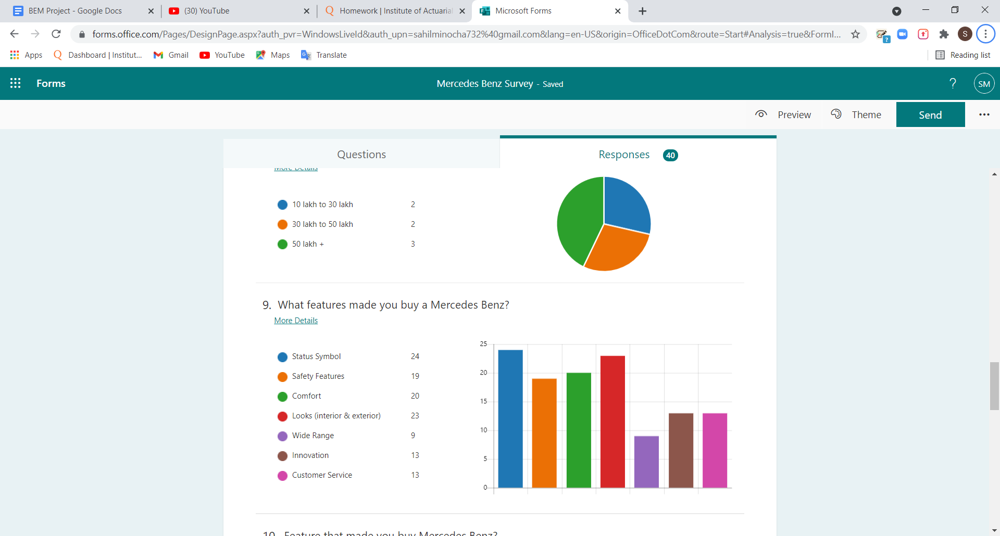 BEM Project - Google Docs
(30) YouTube
Homework | Institute of Actuarial
Microsoft Forms
forms.office.com/Pages/DesignPage.aspx?auth_pvr=WindowsLiveId&auth_upn=sahilminocha732%40gmail.com&lang=en-US&origin=OfficeDotCom&route=Start#Analysis=true&FormI...
S
Apps
Dashboard | Institut...
Gmail
YouTube
Maps
Translate
Reading list
Forms
Mercedes Benz Survey - Saved
?
SM
Preview
Theme
Send
Questions
Responses 40
More Details
10 lakh to 30 lakh 2
30 lakh to 50 lakh 2
50 lakh + 3
9. What features made you buy a Mercedes Benz?
More Details
Status Symbol 24
Safety Features 19
Comfort 20
Looks (interior & exterior) 23
Wide Range 9
Innovation 13
Customer Service 13
25
20
15
10
5
0
10. Feature that made you buy Mercedes Benz?